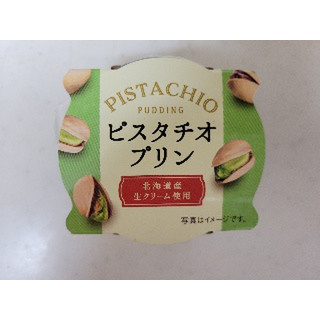 PISTACHIO
PUDDING
ピスタチオ
プリン
北海道産
生クリーム使用
写真はイメージです。